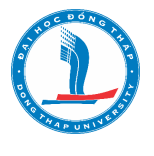 ĐẠI HỌC ĐỒNG THÁP
DONG THAP UNIVERSITY